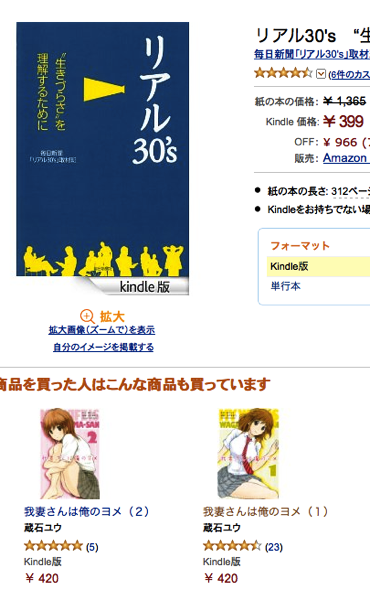 リアル30's
“生きづらさ”を
理解するために
毎日新聞
「リアル30's」取材班
kindle 版
拡大
拡大画像（ズームで）を表示
自分のイメージを掲載する
リアル30's “生
毎日新聞「リアル30's」取材
(6件のカス
紙の本の価格: ￥ 1,365
Kindle 価格: ￥ 399
OFF: ￥ 966 (7
販売: Amazon
紙の本の長さ: 312ペー
Kindleをお持ちでない場
フォーマット
Kindle版
単行本
商品を買った人はこんな商品も買っています
MA-SAN
2
我妻さんは俺のヨメ（２）
蔵石ユウ
(5)
Kindle版
￥ 420
WAG
1
我妻さんは俺のヨメ（１）
蔵石ユウ
(23)
Kindle版
￥ 420